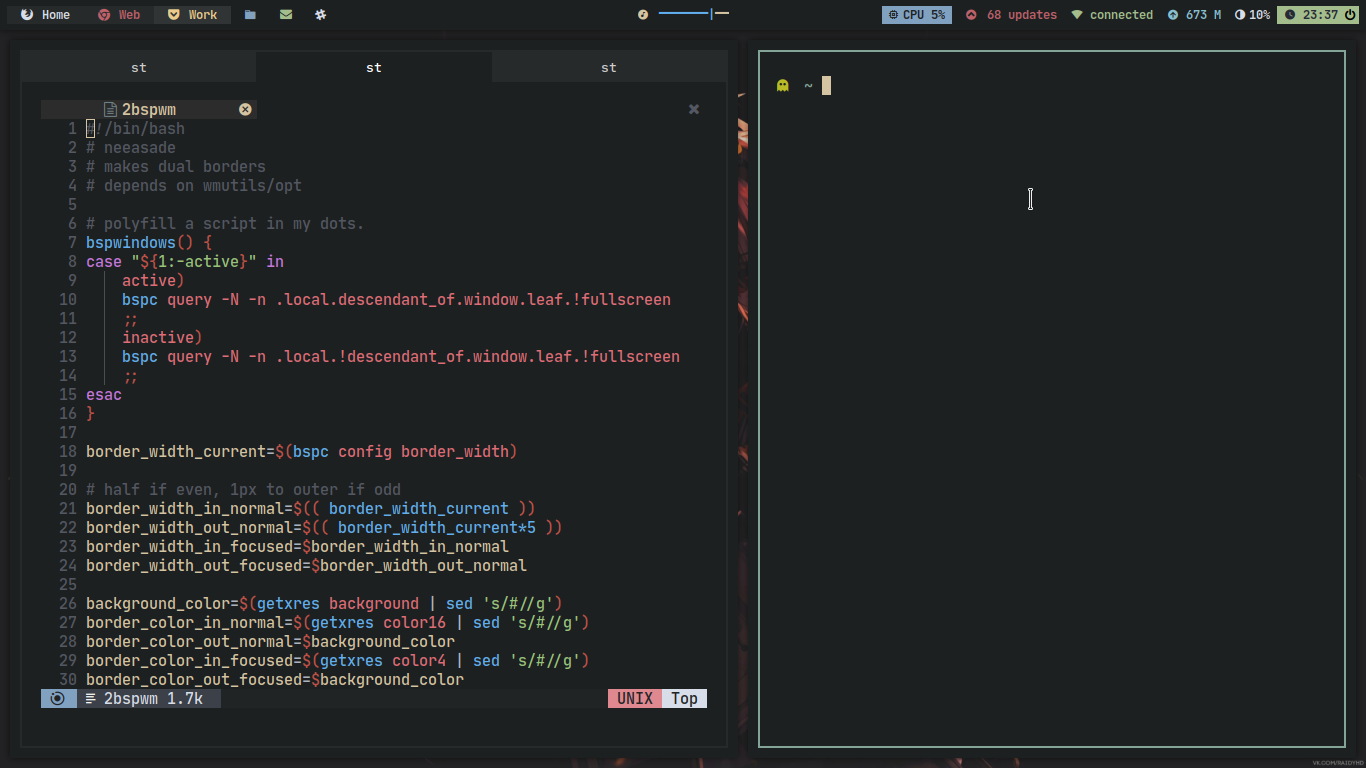 Home Web Work CPU 5% 68 updates connected 673 M 10% 23:37
st st st
2bspwm
~
1 #!/bin/bash
2 # neeasade
3 # makes dual borders
4 # depends on wmutils/opt
5
6 # polyfill a script in my dots.
7 bspwindows() {
8 case "${1:-active}" in
9 active)
10 bspc query -N -n .local.descendant_of.window.leaf.!fullscreen
11 ;;
12 inactive)
13 bspc query -N -n .local.!descendant_of.window.leaf.!fullscreen
14 ;;
15 esac
16 }
17
18 border_width_current=$(bspc config border_width)
19
20 # half if even, 1px to outer if odd
21 border_width_in_normal=$(( border_width_current ))
22 border_width_out_normal=$(( border_width_current*5 ))
23 border_width_in_focused=$border_width_in_normal
24 border_width_out_focused=$border_width_out_normal
25
26 background_color=$(getxres background | sed 's/#//g')
27 border_color_in_normal=$(getxres color16 | sed 's/#//g')
28 border_color_out_normal=$background_color
29 border_color_in_focused=$(getxres color4 | sed 's/#//g')
30 border_color_out_focused=$background_color
2bspwm 1.7k UNIX Top
VK.COM/RAIDYHD